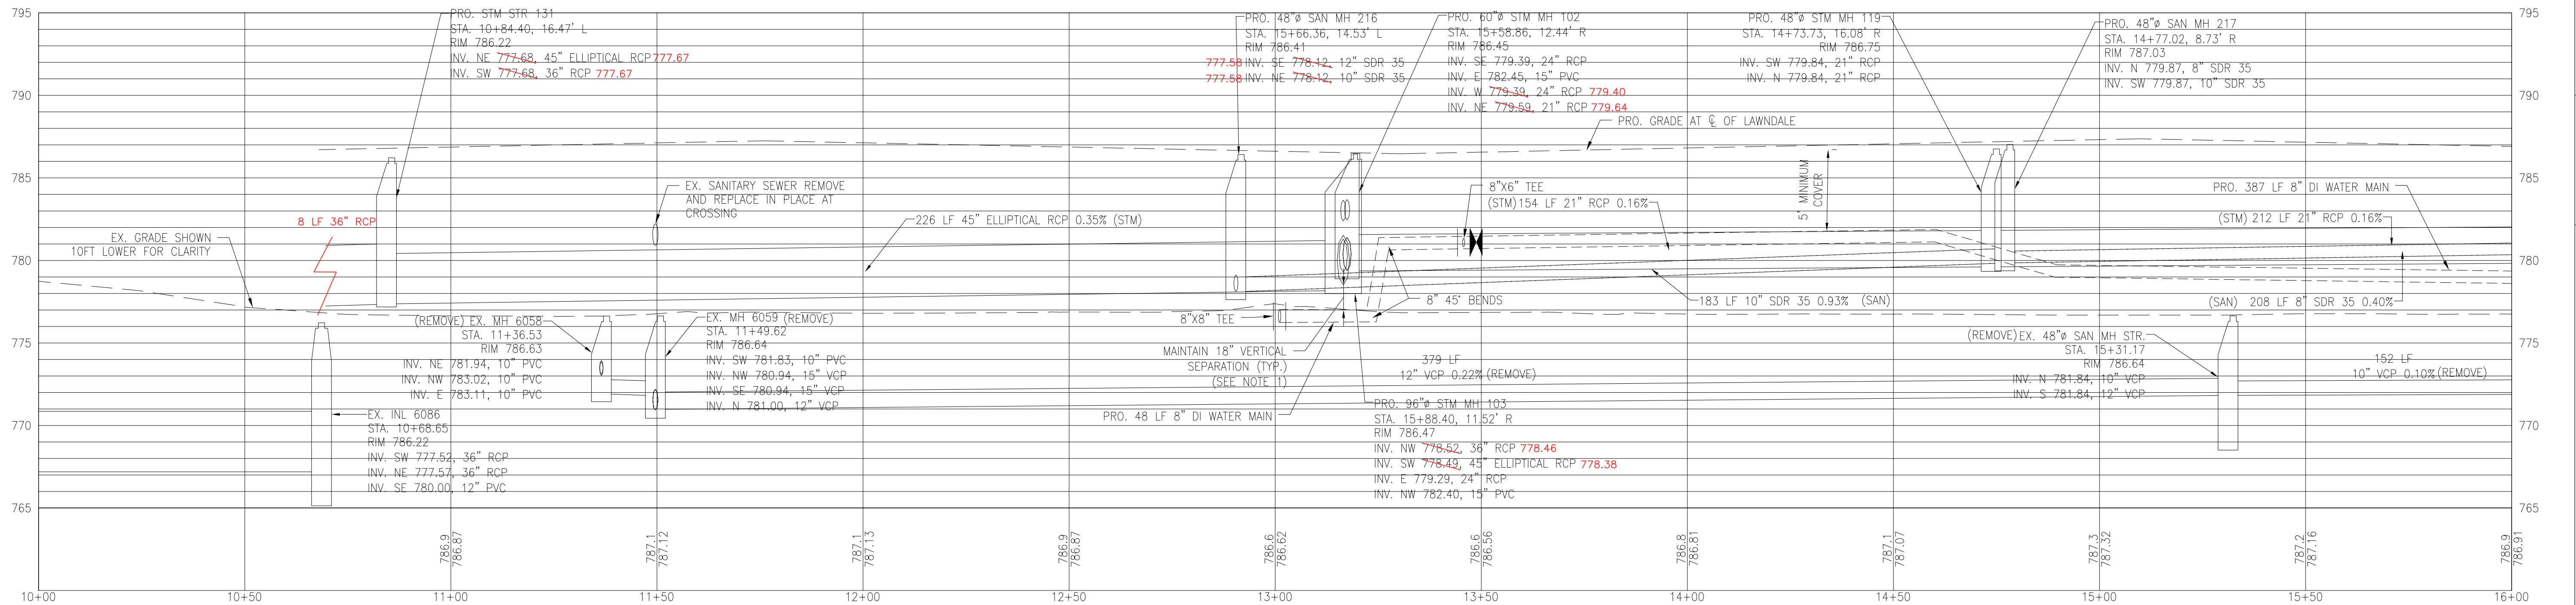 795
790
785
780
775
770
765
PRO. STM STR 131
STA. 10+84.40, 16.47' L
RIM 786.22
INV. NE 777.68, 45" ELLIPTICAL RCP 777.67
INV. SW 777.68, 36" RCP 777.67
PRO. 48"Ø SAN MH 216
STA. 15+66.36, 14.53' L
RIM 786.41
777.58 INV. SE 778.12, 12" SDR 35
777.58 INV. NE 778.12, 10" SDR 35
PRO. 60"Ø STM MH 102
STA. 15+58.86, 12.44' R
RIM 786.45
INV. SE 779.39, 24" RCP
INV. E 782.45, 15" PVC
INV. W 779.39, 24" RCP 779.40
INV. NE 779.59, 21" RCP 779.64
PRO. 48"Ø STM MH 119
STA. 14+73.73, 16.08' R
RIM 786.75
INV. SW 779.84, 21" RCP
INV. N 779.84, 21" RCP
PRO. 48"Ø SAN MH 217
STA. 14+77.02, 8.73' R
RIM 787.03
INV. N 779.87, 8" SDR 35
INV. SW 779.87, 10" SDR 35
PRO. GRADE AT ℄ OF LAWNDALE
EX. SANITARY SEWER REMOVE
AND REPLACE IN PLACE AT
CROSSING
8 LF 36" RCP
EX. GRADE SHOWN
10FT LOWER FOR CLARITY
226 LF 45" ELLIPTICAL RCP 0.35% (STM)
8"X6" TEE
(STM) 154 LF 21" RCP 0.16%
5' MINIMUM
COVER
PRO. 387 LF 8" DI WATER MAIN
(STM) 212 LF 21" RCP 0.16%
8" 45° BENDS
183 LF 10" SDR 35 0.93% (SAN)
(SAN) 208 LF 8" SDR 35 0.40%
8"X8" TEE
(REMOVE) EX. MH 6058
STA. 11+36.53
RIM 786.63
INV. NE 781.94, 10" PVC
INV. NW 783.02, 10" PVC
INV. E 783.11, 10" PVC
EX. MH 6059 (REMOVE)
STA. 11+49.62
RIM 786.64
INV. SW 781.83, 10" PVC
INV. NW 780.94, 15" VCP
INV. SE 780.94, 15" VCP
INV. N 781.00, 12" VCP
MAINTAIN 18" VERTICAL
SEPARATION (TYP.)
(SEE NOTE 1)
379 LF
12" VCP 0.22% (REMOVE)
(REMOVE) EX. 48"Ø SAN MH STR.
STA. 15+31.17
RIM 786.64
INV. N 781.84, 10" VCP
INV. S 781.84, 12" VCP
152 LF
10" VCP 0.10% (REMOVE)
EX. INL 6086
STA. 10+68.65
RIM 786.22
INV. SW 777.52, 36" RCP
INV. NE 777.57, 36" RCP
INV. SE 780.00, 12" PVC
PRO. 48 LF 8" DI WATER MAIN
PRO. 96"Ø STM MH 103
STA. 15+88.40, 11.52' R
RIM 786.47
INV. NW 778.52, 36" RCP 778.46
INV. SW 778.49, 45" ELLIPTICAL RCP 778.38
INV. E 779.29, 24" RCP
INV. NW 782.40, 15" PVC
795
790
785
780
775
770
765
786.9
786.87
787.1
787.12
787.1
787.13
786.9
786.87
786.6
786.62
786.6
786.56
786.8
786.81
787.1
787.07
787.3
787.32
787.2
787.16
786.9
786.91
10+00
10+50
11+00
11+50
12+00
12+50
13+00
13+50
14+00
14+50
15+00
15+50
16+00